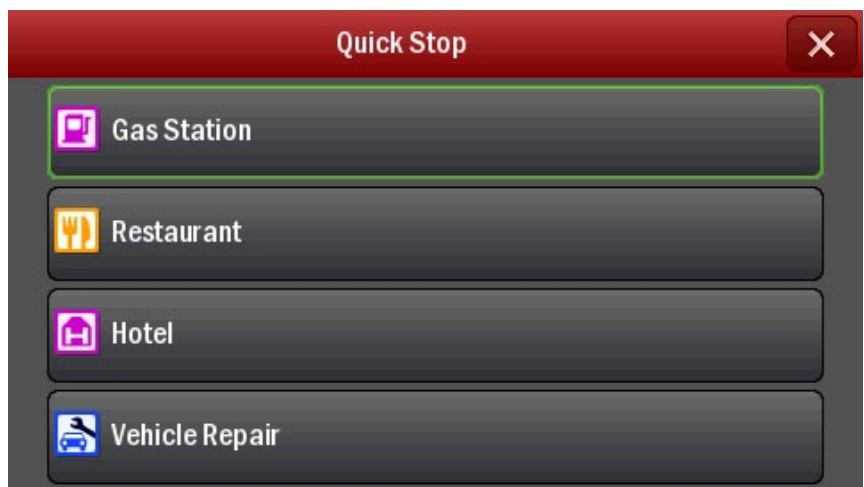 Quick Stop
Gas Station
Restaurant
Hotel
Vehicle Repair